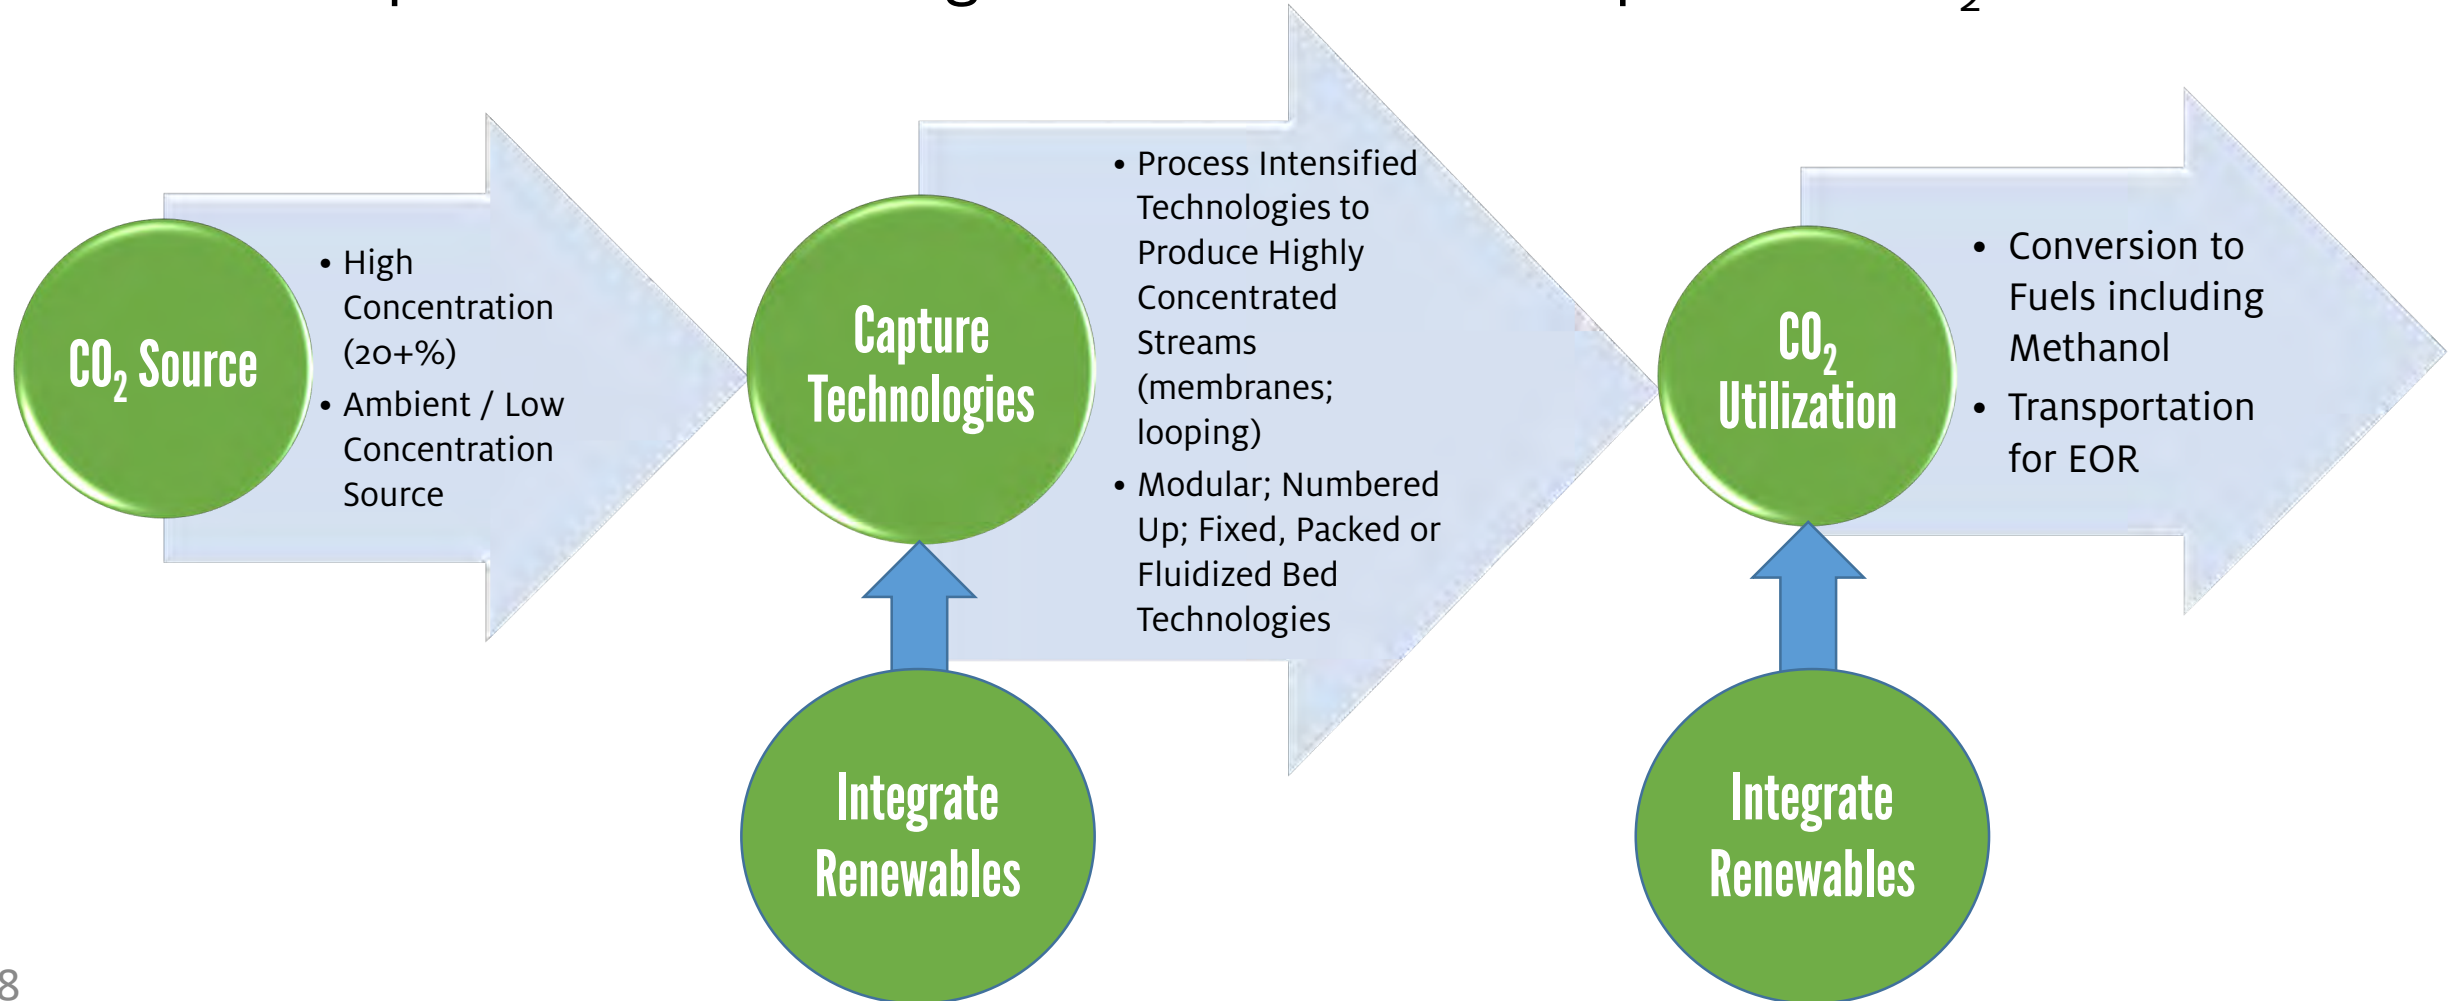 CO₂ Source
• High
Concentration
(20+%)
• Ambient / Low
Concentration
Source
Capture
Technologies
• Process Intensified
Technologies to
Produce Highly
Concentrated
Streams
(membranes;
looping)
• Modular; Numbered
Up; Fixed, Packed or
Fluidized Bed
Technologies
CO₂
Utilization
• Conversion to
Fuels including
Methanol
• Transportation
for EOR
Integrate
Renewables
Integrate
Renewables
8